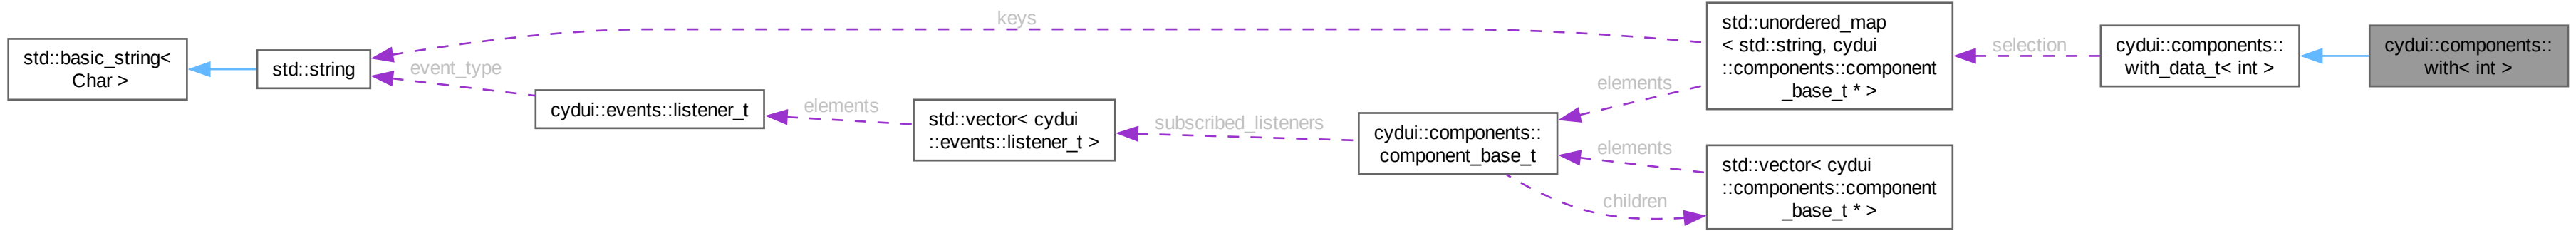 std::basic_string<
Char >
std::string
keys
event_type
cydui::events::listener_t
elements
std::vector< cydui
::events::listener_t >
subscribed_listeners
cydui::components::
component_base_t
elements
elements
children
std::unordered_map
< std::string, cydui
::components::component
_base_t * >
std::vector< cydui
::components::component
_base_t * >
selection
cydui::components::
with_data_t< int >
cydui::components::
with< int >